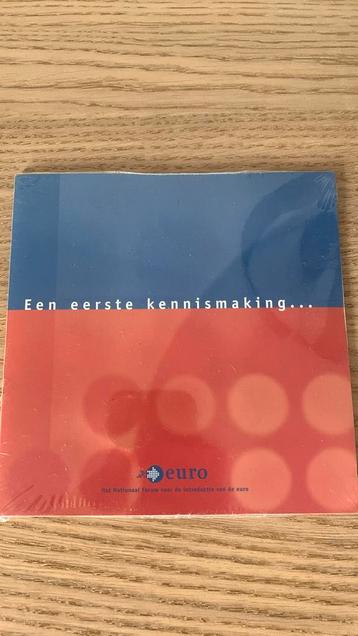 Een eerste kennismaking...
euro
Het Nationaal Forum voor de introductie van de euro